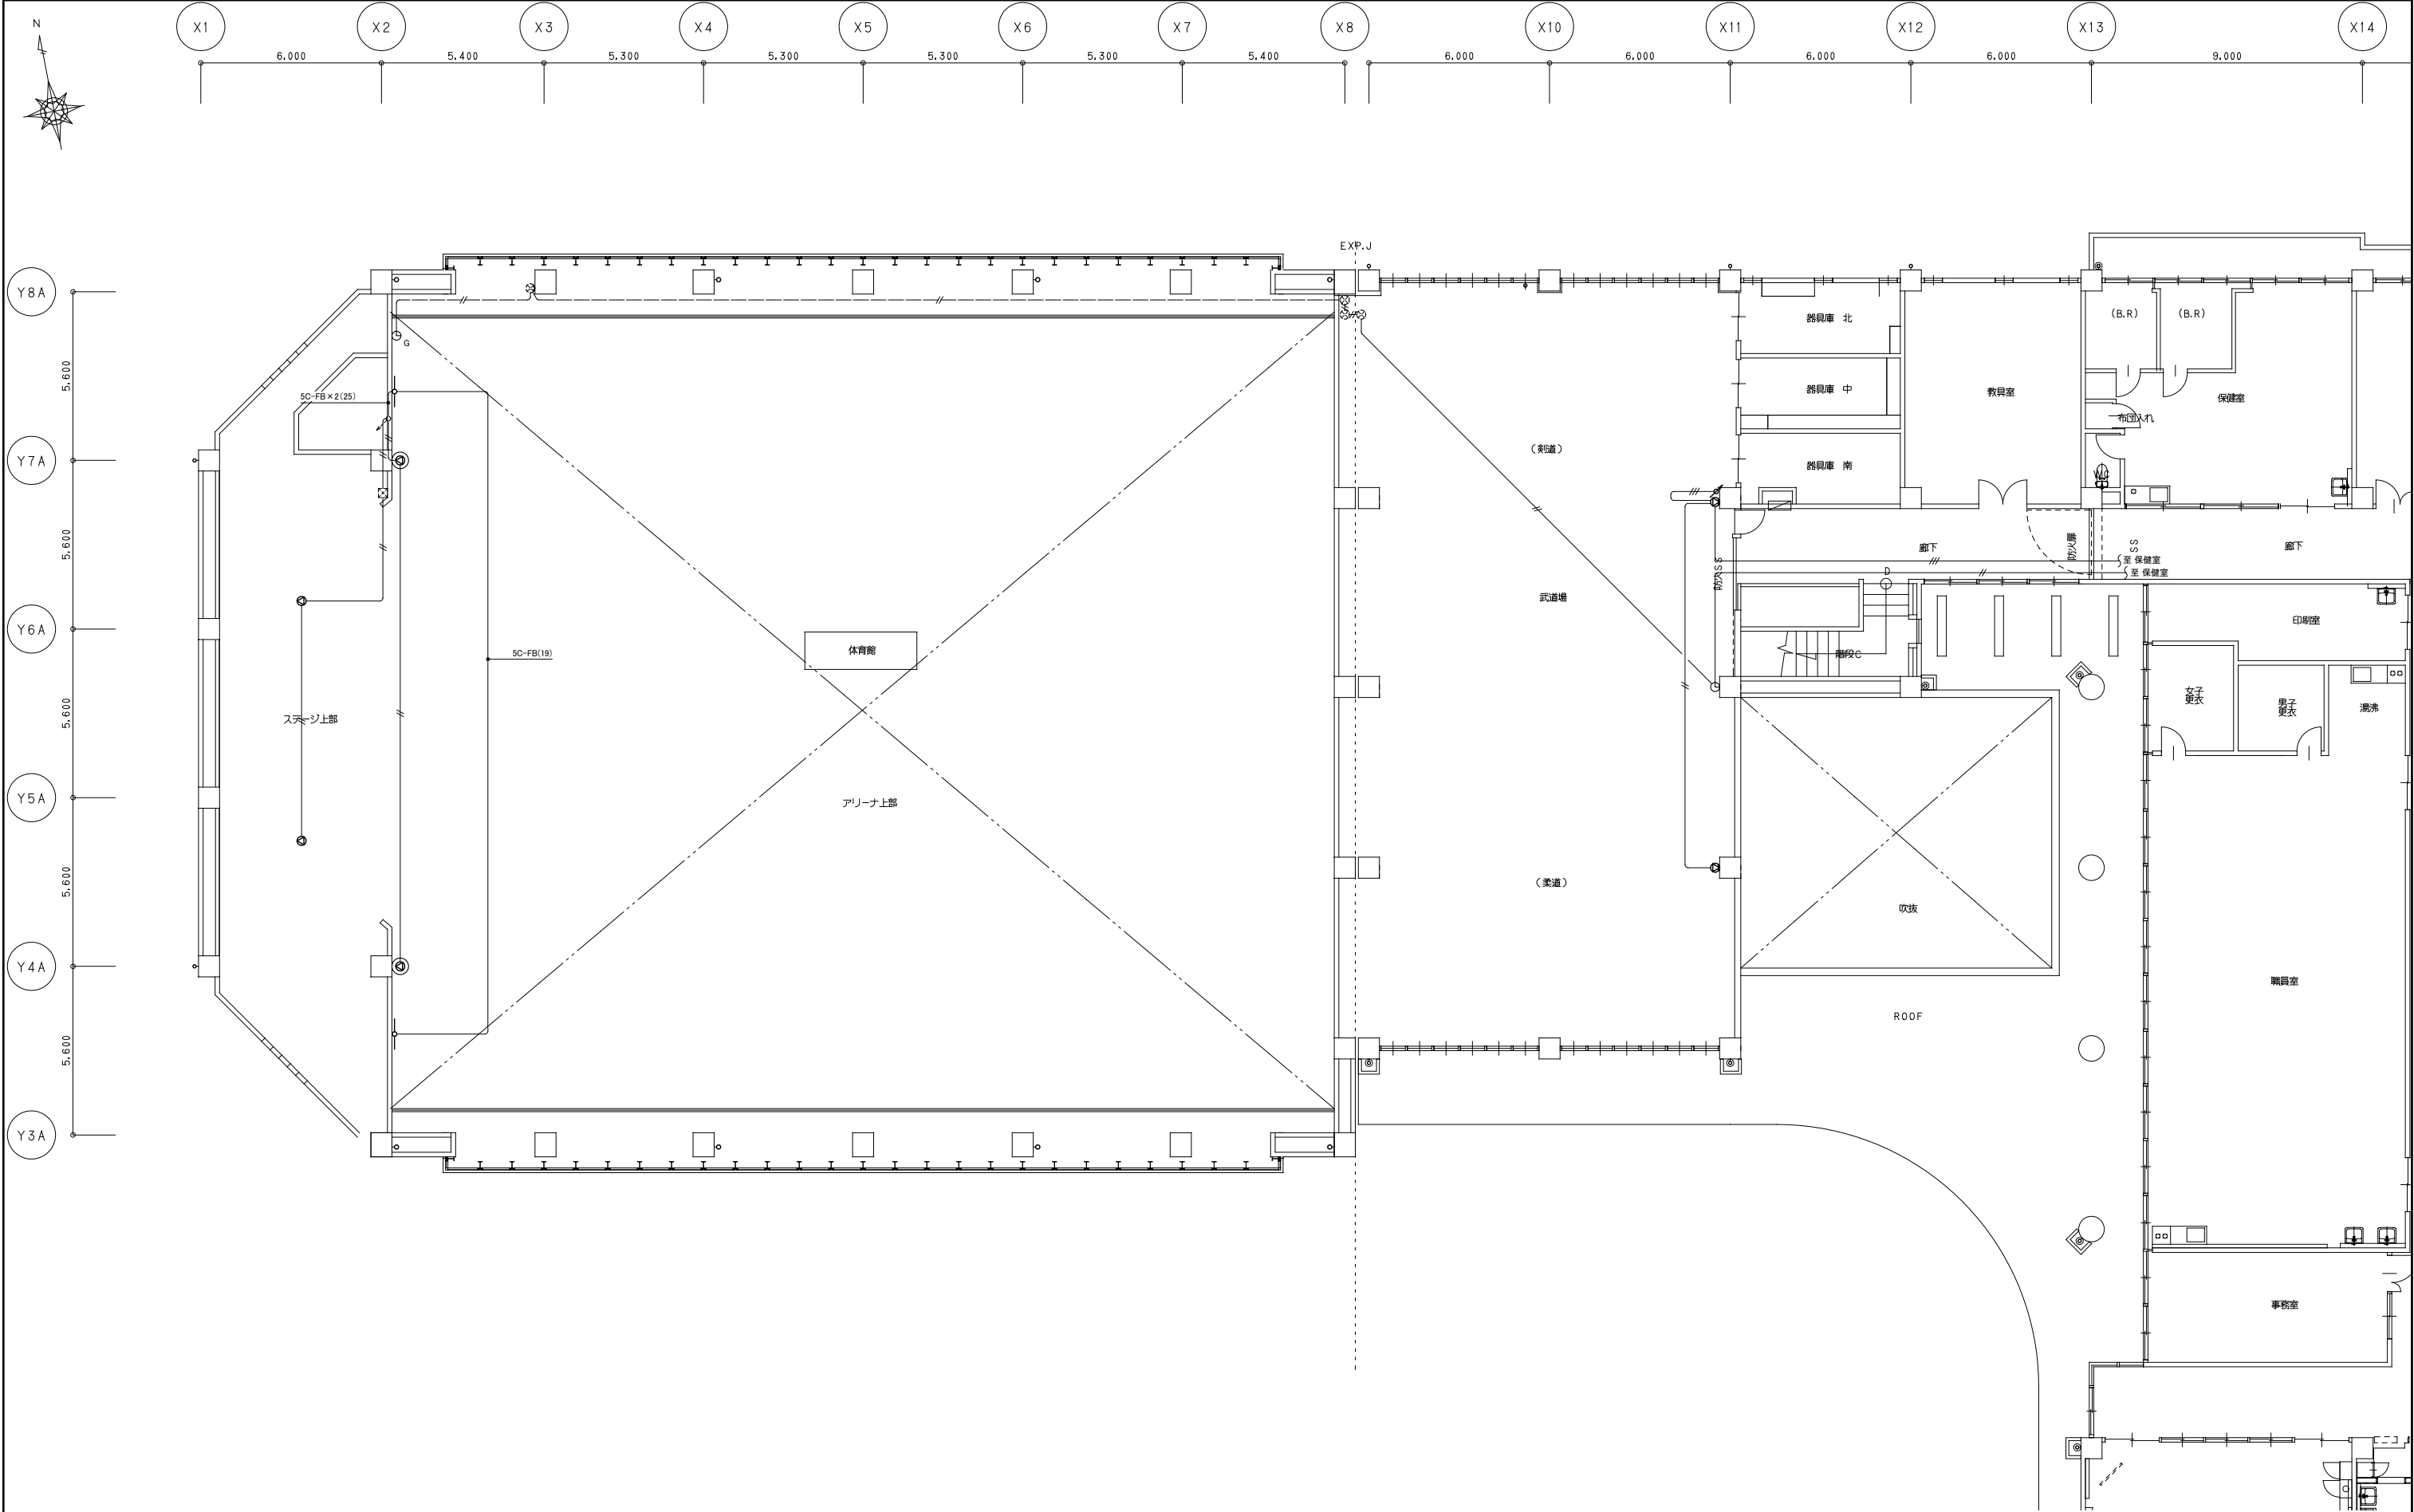 N
X1
X2
X3
X4
X5
X6
X7
X8
X10
X11
X12
X13
X14
6.000
5.400
5.300
5.300
5.300
5.300
5.400
6.000
6.000
6.000
6.000
9.000
EXP.J
Y8A
Y7A
Y6A
Y5A
Y4A
Y3A
5.600
5.600
5.600
5.600
5.600
G
5C-FB×2(25)
5C-FB(19)
体育館
ステージ上部
アリーナ上部
(剣道)
武道場
(柔道)
器具庫 北
器具庫 中
器具庫 南
教具室
(B.R)
(B.R)
保健室
布団入れ
WC
廊下
防火扉
SS
廊下
至 保健室
至 保健室
防火SS
D
階段C
印刷室
女子
更衣
男子
更衣
湯沸
吹抜
職員室
ROOF
事務室